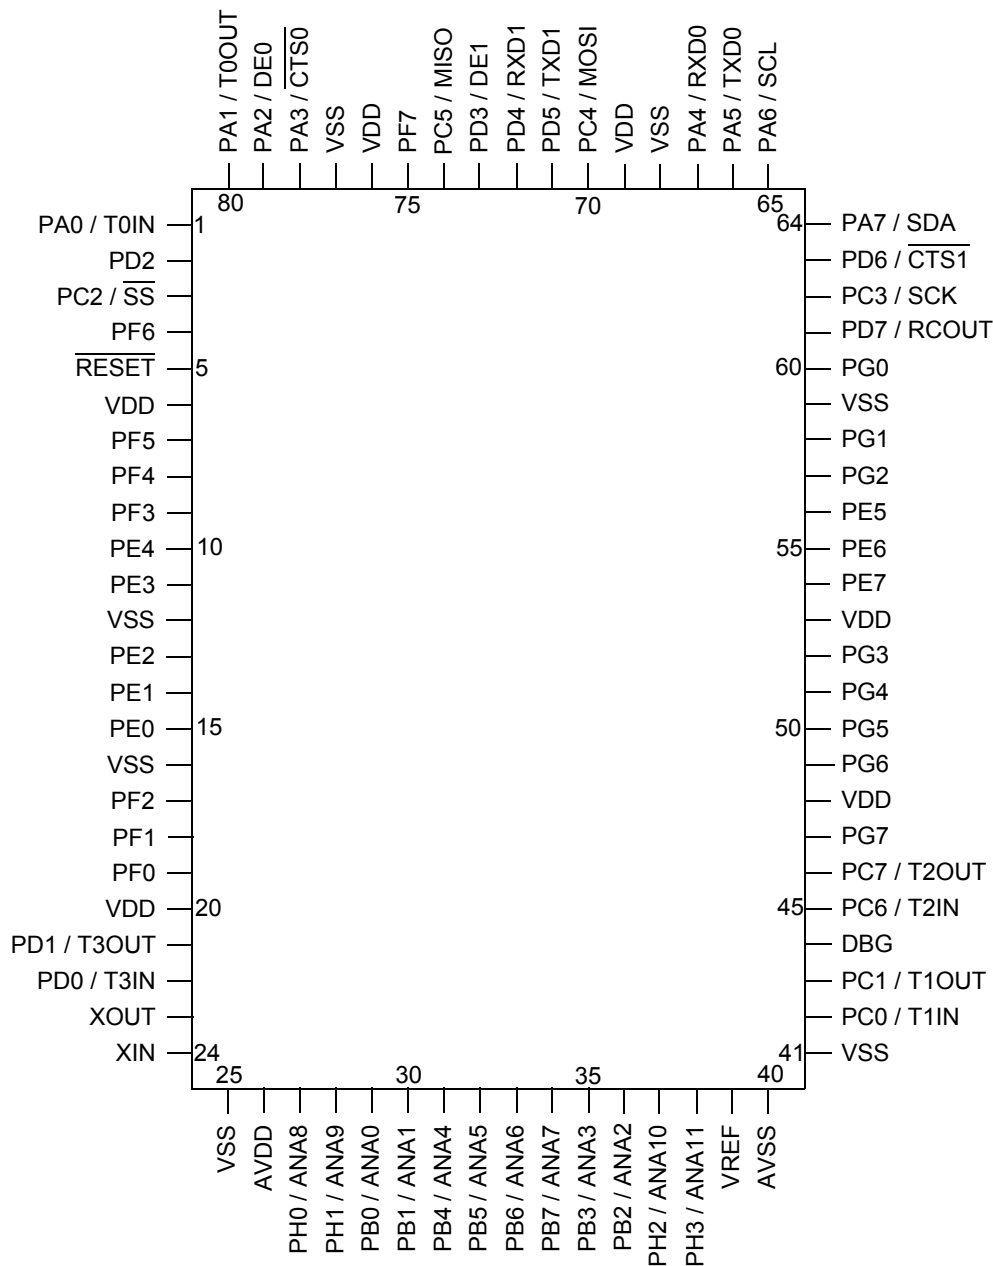 PA1 / T0OUT
PA2 / DE0
PA3 / CTS0
VSS
VDD
PF7
PC5 / MISO
PD3 / DE1
PD4 / RXD1
PD5 / TXD1
PC4 / MOSI
VDD
VSS
PA4 / RXD0
PA5 / TXD0
PA6 / SCL
80
75
70
65
PA0 / T0IN
1
PD2
PC2 / SS
PF6
RESET
5
VDD
PF5
PF4
PF3
PE4
10
PE3
VSS
PE2
PE1
PE0
15
VSS
PF2
PF1
PF0
VDD
20
PD1 / T3OUT
PD0 / T3IN
XOUT
XIN
24
64
PA7 / SDA
PD6 / CTS1
PC3 / SCK
PD7 / RCOUT
60
PG0
VSS
PG1
PG2
PE5
55
PE6
PE7
VDD
PG3
PG4
50
PG5
PG6
VDD
PG7
PC7 / T2OUT
45
PC6 / T2IN
DBG
PC1 / T1OUT
PC0 / T1IN
41
VSS
25
30
35
40
VSS
AVDD
PH0 / ANA8
PH1 / ANA9
PB0 / ANA0
PB1 / ANA1
PB4 / ANA4
PB5 / ANA5
PB6 / ANA6
PB7 / ANA7
PB3 / ANA3
PB2 / ANA2
PH2 / ANA10
PH3 / ANA11
VREF
AVSS